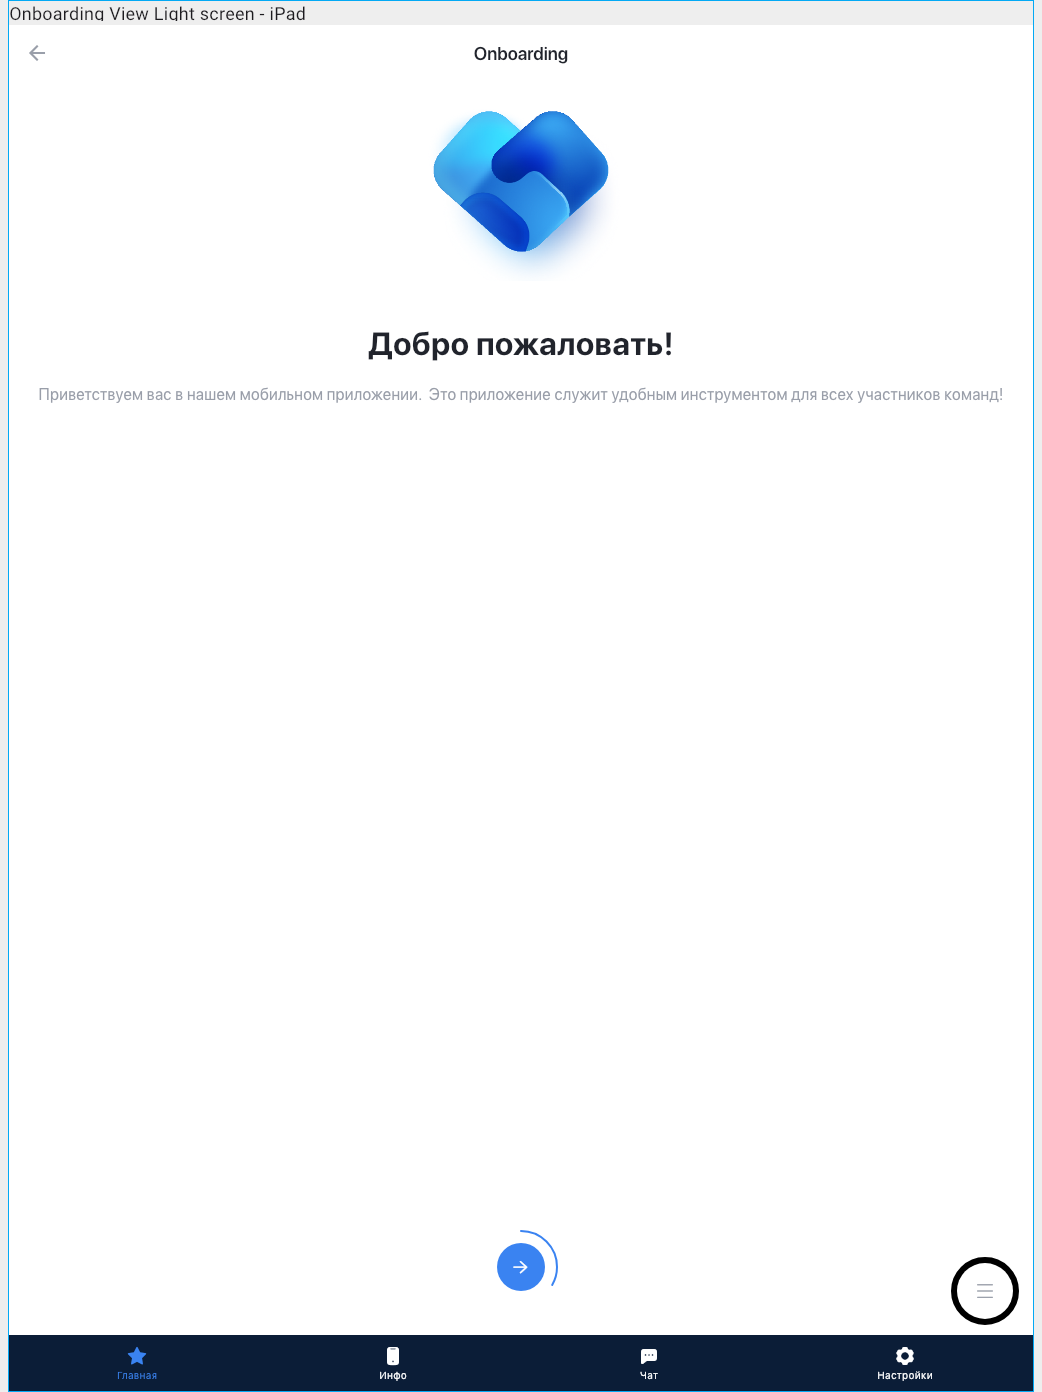 Onboarding View Light screen - iPad
Onboarding
Добро пожаловать!
Приветствуем вас в нашем мобильном приложении.  Это приложение служит удобным инструментом для всех участников команд!
Главная
Инфо
Чат
Настройки